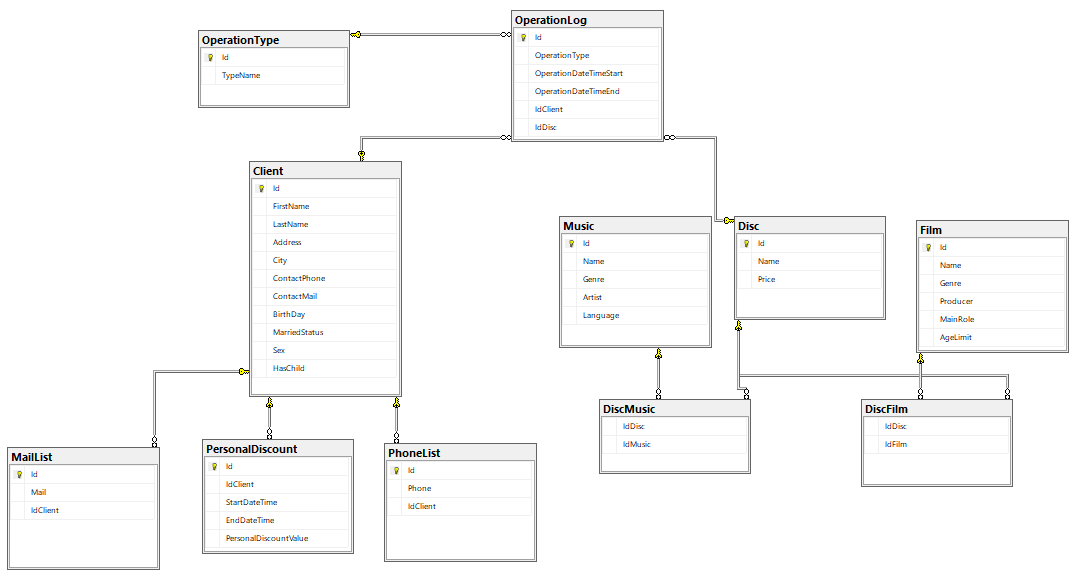 OperationLog
Id
OperationType
OperationDateTimeStart
OperationDateTimeEnd
IdClient
IdDisc
OperationType
Id
TypeName
Client
Id
FirstName
LastName
Address
City
ContactPhone
ContactMail
BirthDay
MarriedStatus
Sex
HasChild
Music
Id
Name
Genre
Artist
Language
Disc
Id
Name
Price
Film
Id
Name
Genre
Producer
MainRole
AgeLimit
DiscMusic
IdDisc
IdMusic
DiscFilm
IdDisc
IdFilm
MailList
Id
Mail
IdClient
PersonalDiscount
Id
IdClient
StartDateTime
EndDateTime
PersonalDiscountValue
PhoneList
Id
Phone
IdClient